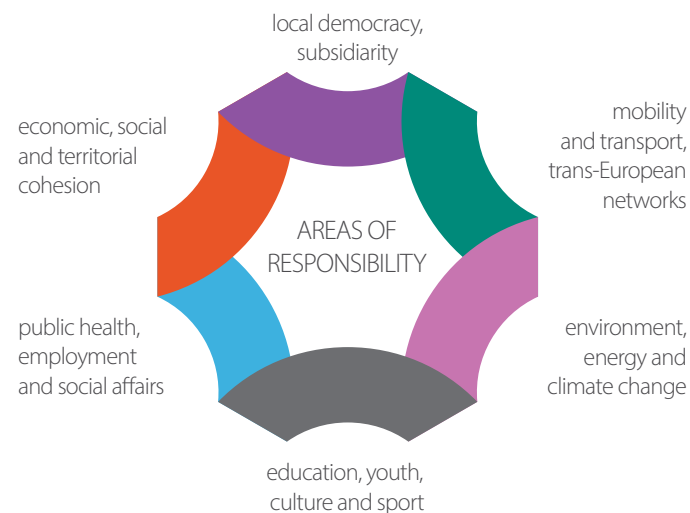 local democracy,
subsidiarity
economic, social
and territorial
cohesion
mobility
and transport,
trans-European
networks
AREAS OF
RESPONSIBILITY
public health,
employment
and social affairs
environment,
energy and
climate change
education, youth,
culture and sport